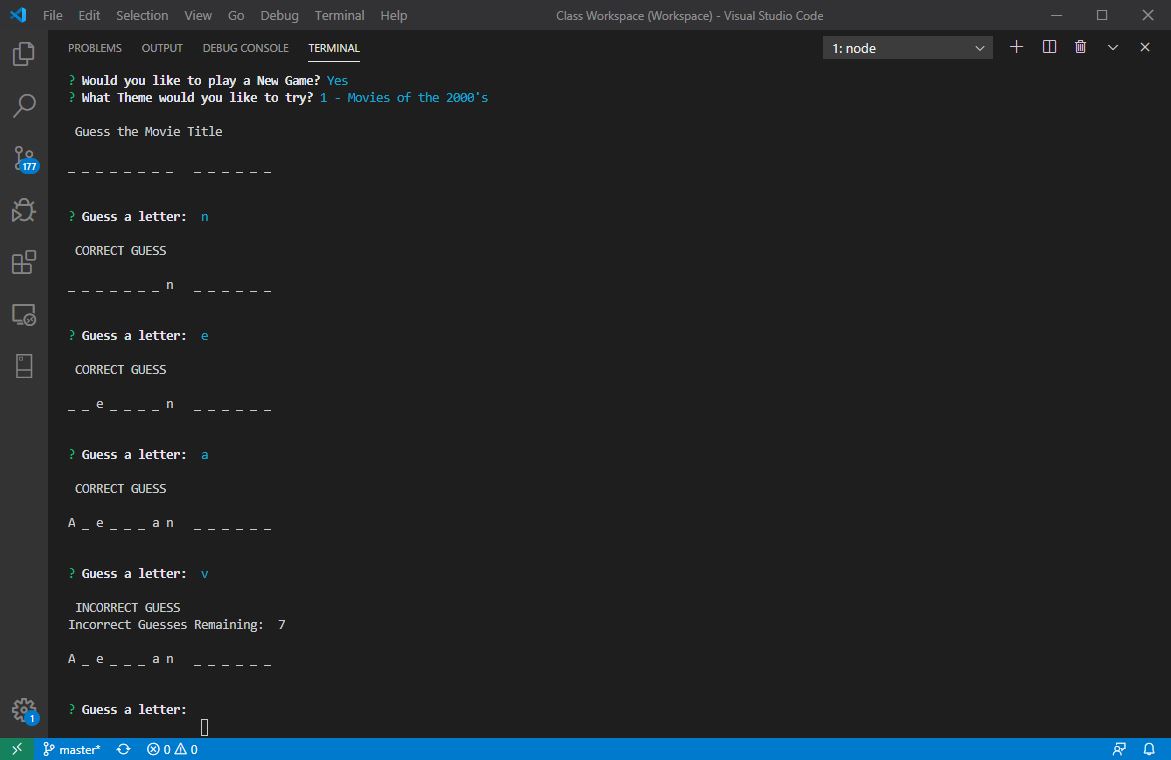 File Edit Selection View Go Debug Terminal Help Class Workspace (Workspace) - Visual Studio Code
PROBLEMS OUTPUT DEBUG CONSOLE TERMINAL 1: node
? Would you like to play a New Game? Yes
? What Theme would you like to try? 1 - Movies of the 2000's
Guess the Movie Title
_ _ _ _ _ _ _ _   _ _ _ _ _ _
177
? Guess a letter: n
CORRECT GUESS
_ _ _ _ _ _ _ n   _ _ _ _ _ _
? Guess a letter: e
CORRECT GUESS
_ _ e _ _ _ _ n   _ _ _ _ _ _
? Guess a letter: a
CORRECT GUESS
A _ e _ _ _ a n   _ _ _ _ _ _
? Guess a letter: v
INCORRECT GUESS
Incorrect Guesses Remaining: 7
A _ e _ _ _ a n   _ _ _ _ _ _
? Guess a letter:
1
master* 0 0